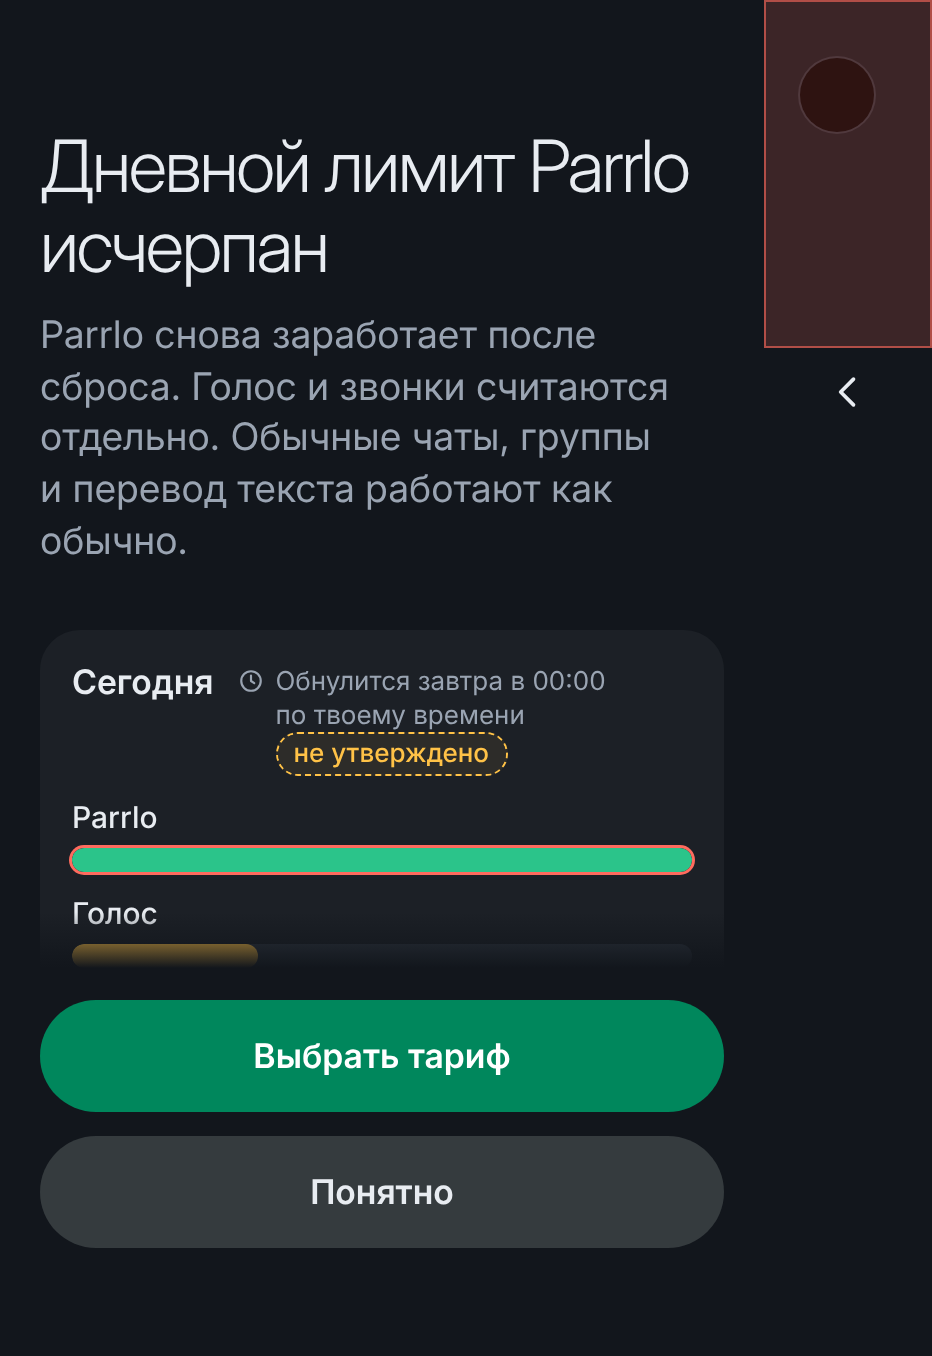 Дневной лимит Parrlo
исчерпан
Parrlo снова заработает после
сброса. Голос и звонки считаются
отдельно. Обычные чаты, группы
и перевод текста работают как
обычно.
Сегодня
Обнулится завтра в 00:00
по твоему времени
не утверждено
Parrlo
Голос
Выбрать тариф
Понятно